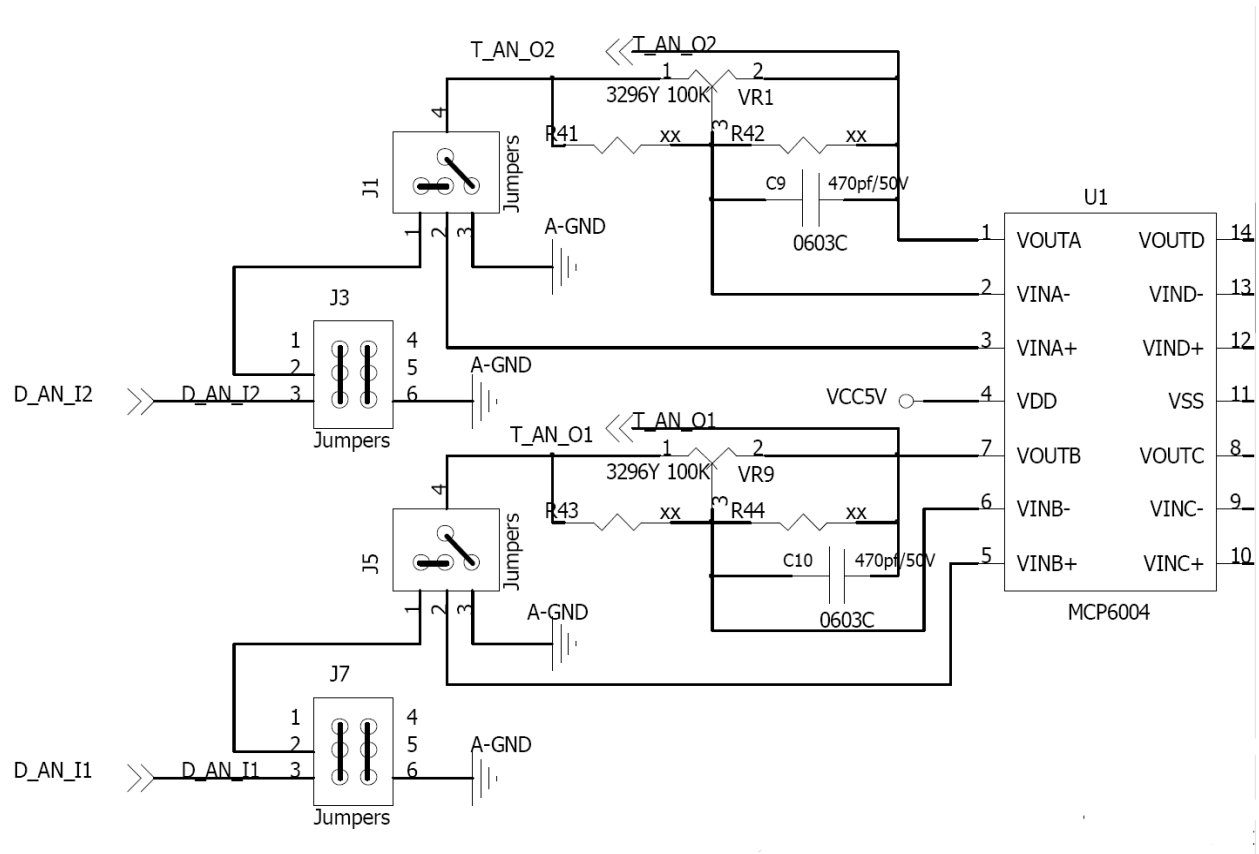 T_AN_O2
T_AN_O2
1
2
3296Y 100K
VR1
4
3
R41
xx
R42
xx
J1
Jumpers
C9
470pf/50V
0603C
1
2
3
A-GND
U1
1
VOUTA
VOUTD
14
2
VINA-
VIND-
13
3
VINA+
VIND+
12
VCC5V
4
VDD
VSS
11
7
VOUTB
VOUTC
8
6
VINB-
VINC-
9
5
VINB+
VINC+
10
MCP6004
J3
1
4
2
5
3
6
A-GND
D_AN_I2
D_AN_I2
Jumpers
T_AN_O1
T_AN_O1
1
2
3296Y 100K
VR9
4
3
R43
xx
R44
xx
J5
Jumpers
C10
470pf/50V
0603C
1
2
3
A-GND
J7
1
4
2
5
3
6
A-GND
D_AN_I1
D_AN_I1
Jumpers